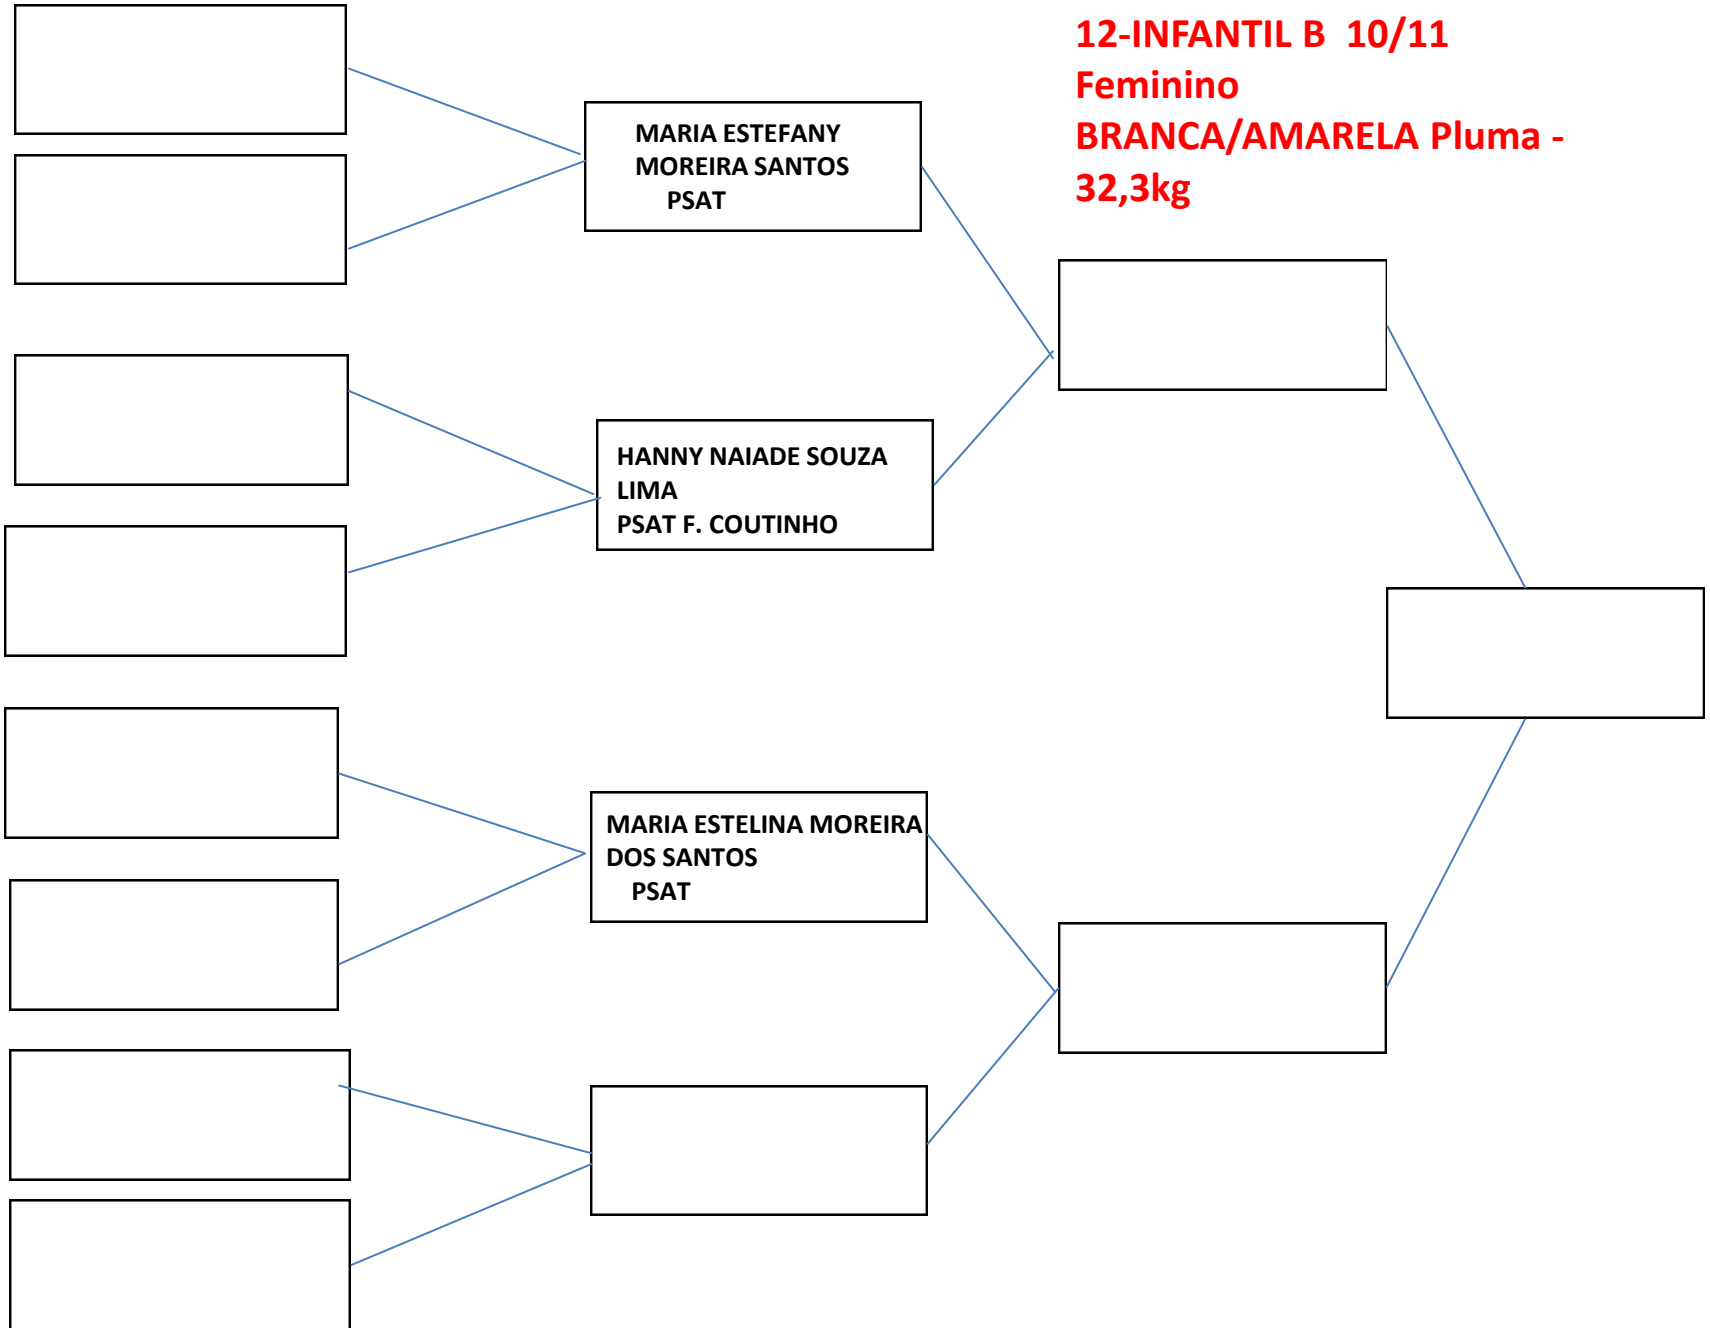 12-INFANTIL B  10/11
Feminino
BRANCA/AMARELA Pluma -
32,3kg
MARIA ESTEFANY
MOREIRA SANTOS
PSAT
HANNY NAIADE SOUZA
LIMA
PSAT F. COUTINHO
MARIA ESTELINA MOREIRA
DOS SANTOS
PSAT